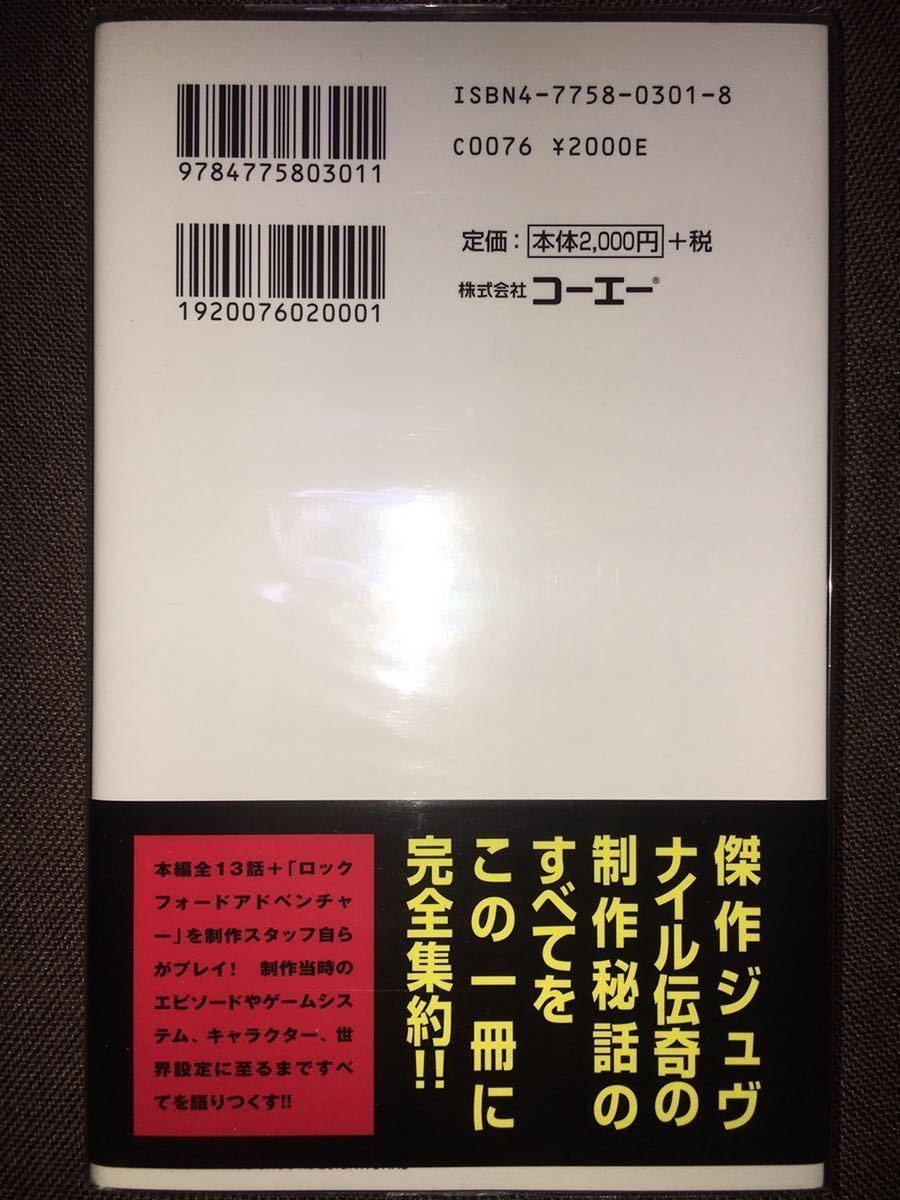 ISBN4-7758-0301-8
C0076 ¥2000E
9784775803011
定価：本体2,000円+税
株式会社コーエー®
1920076020001
傑作ジュヴ
ナイル伝奇の
制作秘話の
すべてを
この一冊に
完全集約!!
本編全13話+「ロック
フォードアドベンチャ
ー」を制作スタッフ自ら
がプレイ！ 制作当時の
エピソードやゲームシス
テム、キャラクター、世
界設定に至るまですべ
てを語りつくす!!